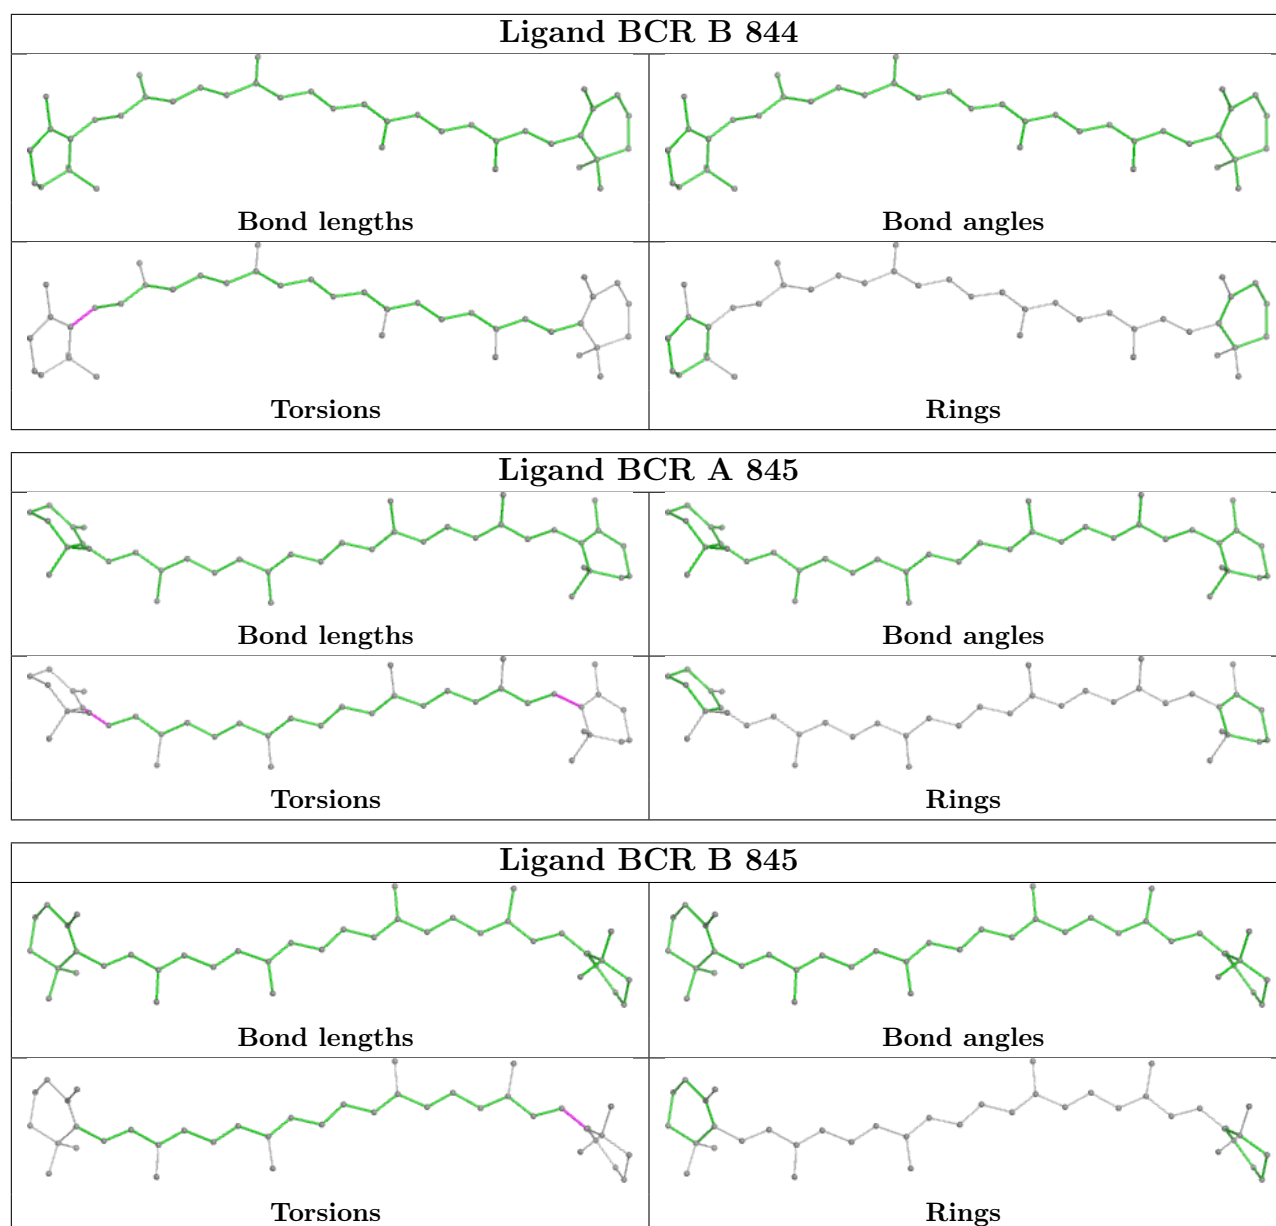 Ligand BCR B 844
Bond lengths
Bond angles
Torsions
Rings
Ligand BCR A 845
Bond lengths
Bond angles
Torsions
Rings
Ligand BCR B 845
Bond lengths
Bond angles
Torsions
Rings